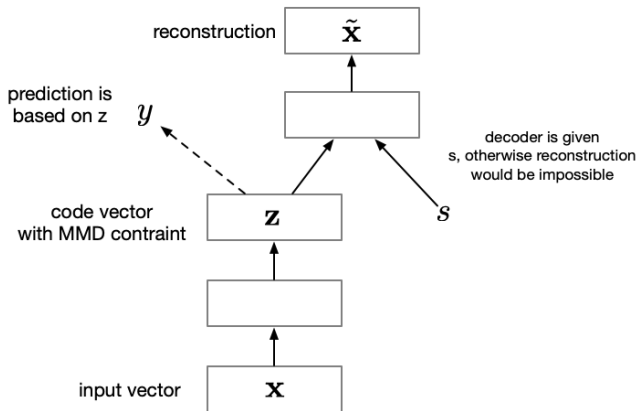 reconstruction
x̃
prediction is
based on z
y
decoder is given
s, otherwise reconstruction
would be impossible
code vector
with MMD contraint
z
s
input vector
x